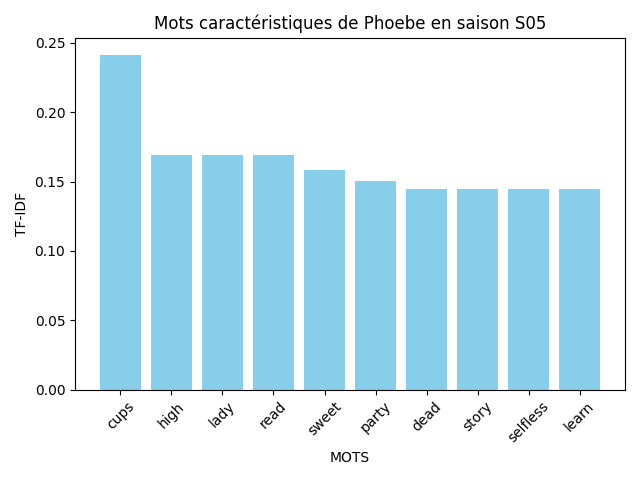 Mots caractéristiques de Phoebe en saison S05
0.25
0.20
0.15
0.10
0.05
0.00
TF-IDF
cups high lady read sweet party dead story selfless learn
MOTS